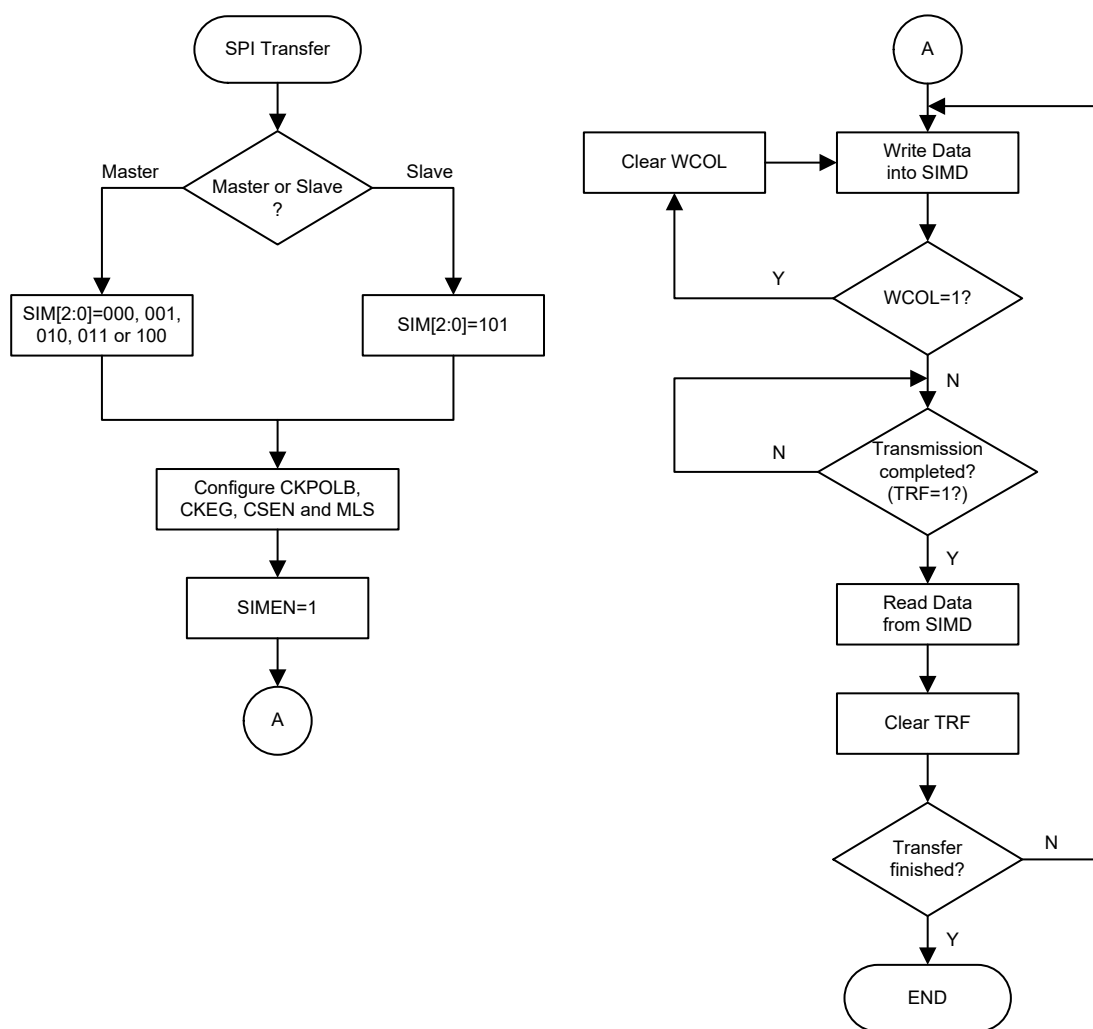 SPI Transfer
Master
Master or Slave
?
Slave
SIM[2:0]=000, 001,
010, 011 or 100
SIM[2:0]=101
Configure CKPOLB,
CKEG, CSEN and MLS
SIMEN=1
A
A
Clear WCOL
Write Data
into SIMD
Y
WCOL=1?
N
N
Transmission
completed?
(TRF=1?)
Y
Read Data
from SIMD
Clear TRF
Transfer
finished?
N
Y
END